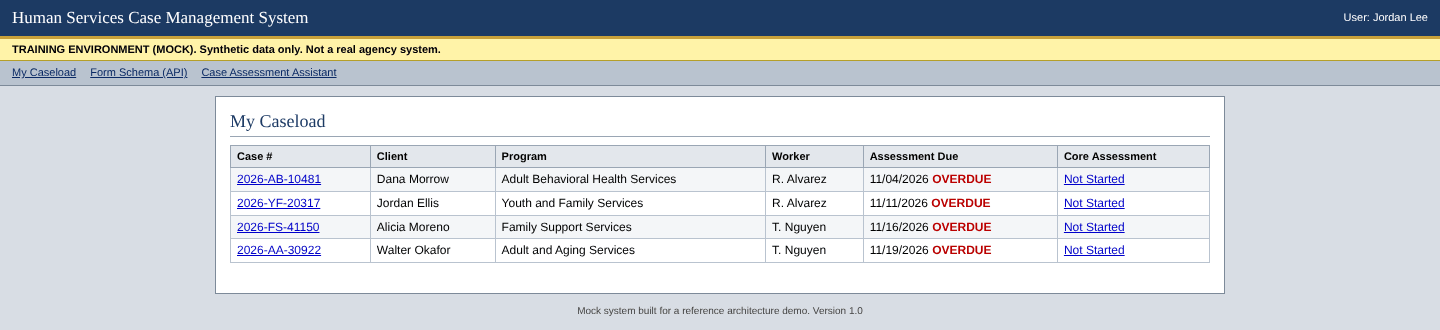 Human Services Case Management System User: Jordan Lee
TRAINING ENVIRONMENT (MOCK). Synthetic data only. Not a real agency system.
My Caseload Form Schema (API) Case Assessment Assistant
My Caseload
Case # Client Program Worker Assessment Due Core Assessment
2026-AB-10481 Dana Morrow Adult Behavioral Health Services R. Alvarez 11/04/2026 OVERDUE Not Started
2026-YF-20317 Jordan Ellis Youth and Family Services R. Alvarez 11/11/2026 OVERDUE Not Started
2026-FS-41150 Alicia Moreno Family Support Services T. Nguyen 11/16/2026 OVERDUE Not Started
2026-AA-30922 Walter Okafor Adult and Aging Services T. Nguyen 11/19/2026 OVERDUE Not Started
Mock system built for a reference architecture demo. Version 1.0